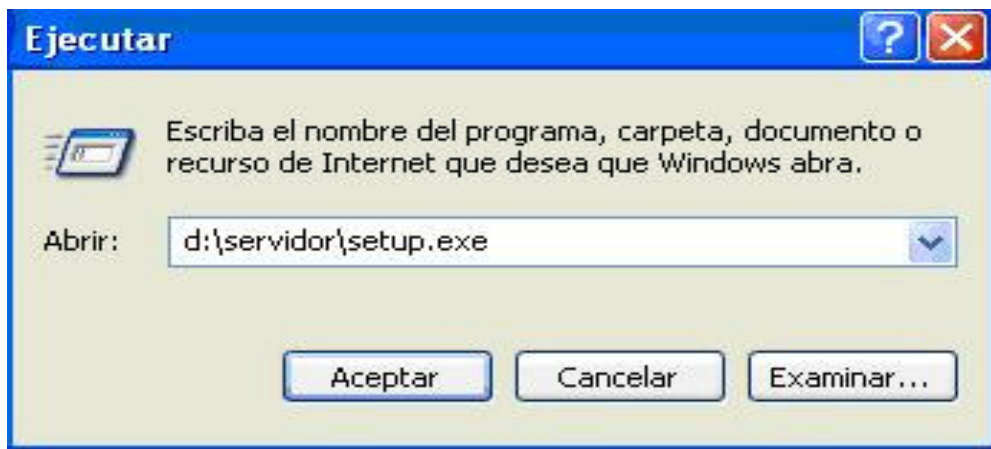 Ejecutar
Escriba el nombre del programa, carpeta, documento o
recurso de Internet que desea que Windows abra.
Abrir: d:\servidor\setup.exe
Aceptar Cancelar Examinar...